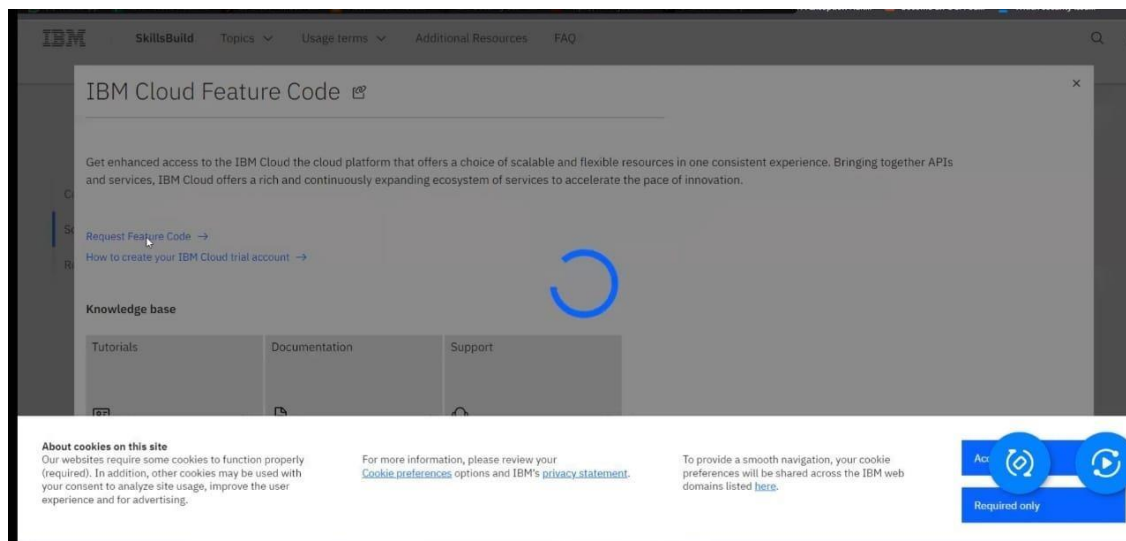 IBM SkillsBuild Topics Usage terms Additional Resources FAQ
IBM Cloud Feature Code
Get enhanced access to the IBM Cloud the cloud platform that offers a choice of scalable and flexible resources in one consistent experience. Bringing together APIs
and services, IBM Cloud offers a rich and continuously expanding ecosystem of services to accelerate the pace of innovation.
Request Feature Code →
How to create your IBM Cloud trial account →
Knowledge base
Tutorials Documentation Support
About cookies on this site
Our websites require some cookies to function properly
(required). In addition, other cookies may be used with
your consent to analyze site usage, improve the user
experience and for advertising.
For more information, please review your
Cookie preferences options and IBM's privacy statement.
To provide a smooth navigation, your cookie
preferences will be shared across the IBM web
domains listed here.
Required only